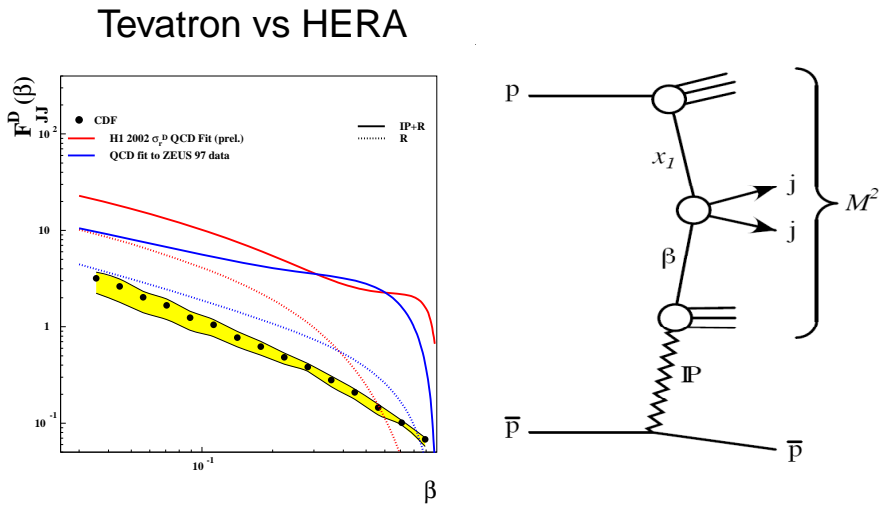 Tevatron vs HERA
F^D_JJ(β)
CDF
H1 2002 σ_r^D QCD Fit (prel.)
QCD fit to ZEUS 97 data
IP+R
R
10^2
10
1
10^-1
10^-1
β
p
x_1
j
j
β
M^2
IP
p̅
p̅